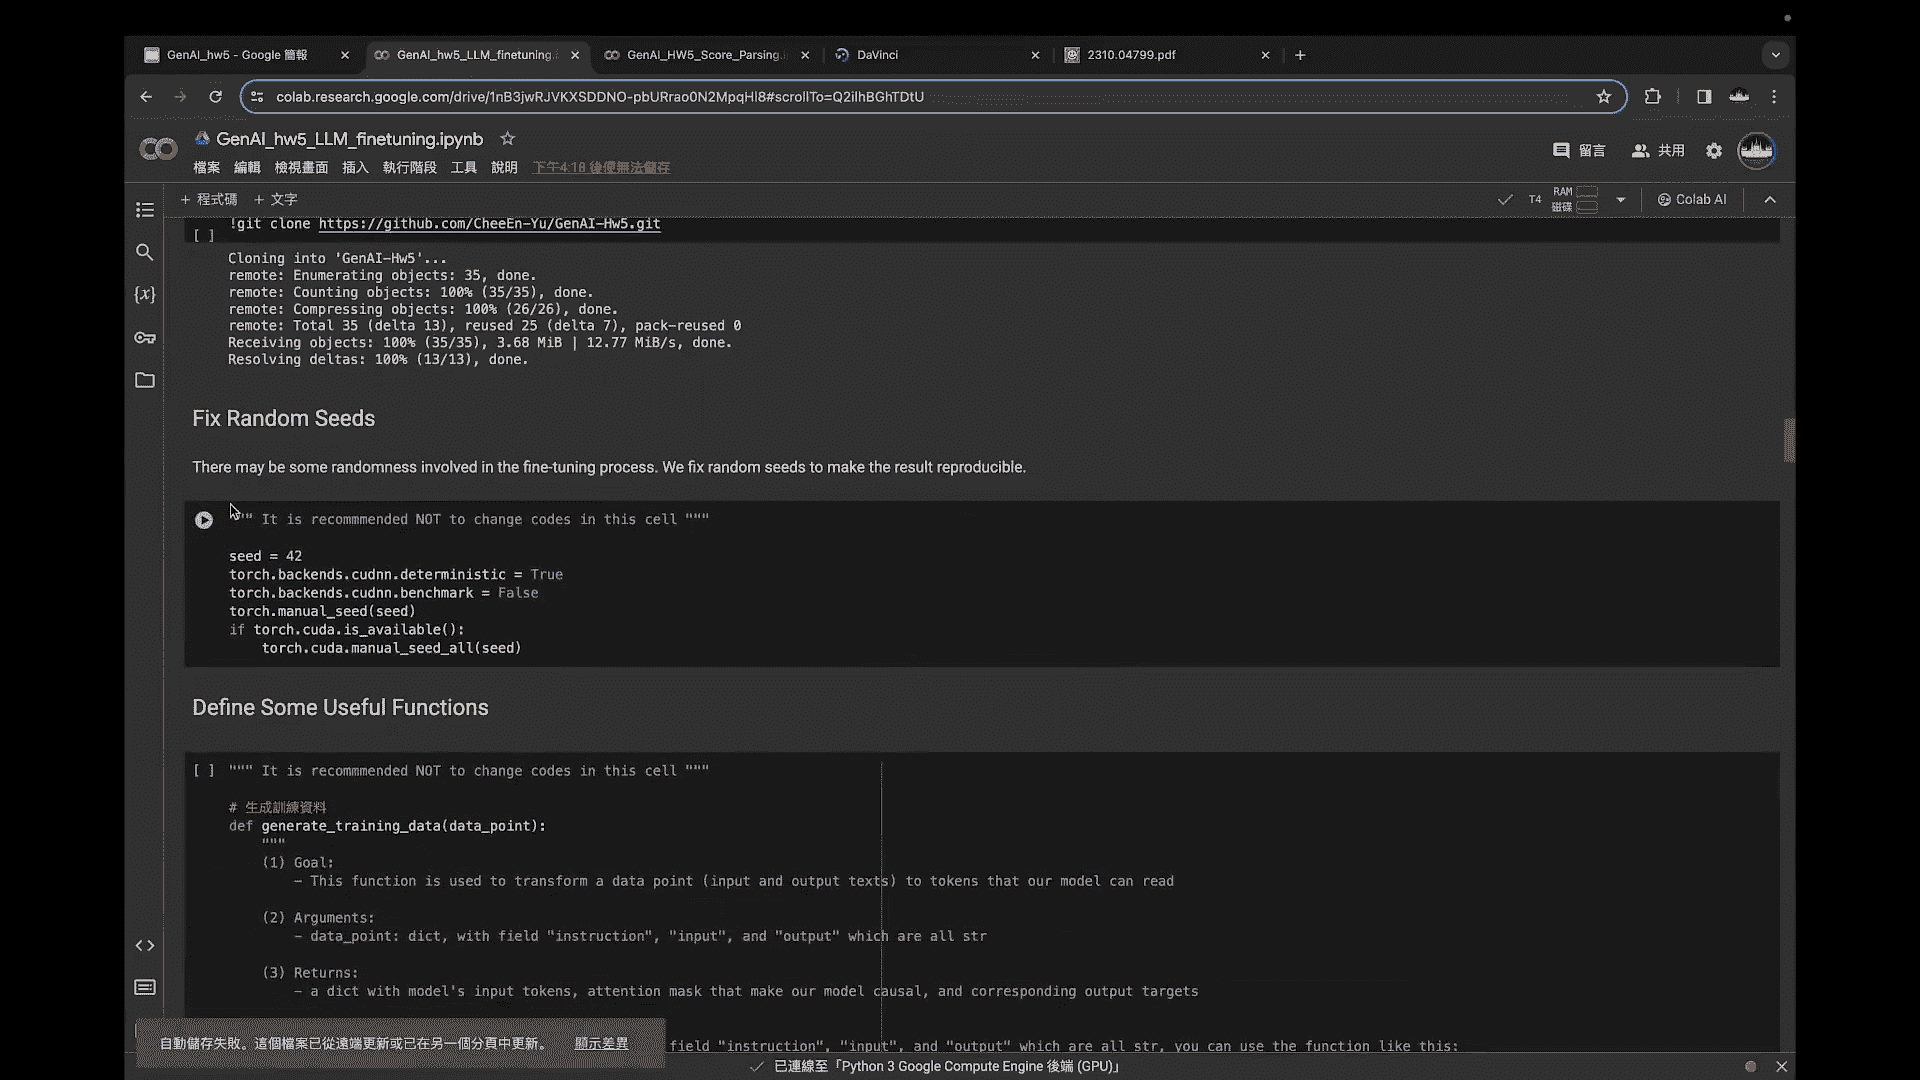 GenAI_hw5 - Google 簡報
GenAI_hw5_LLM_finetuning.
GenAI_HW5_Score_Parsing.
DaVinci
2310.04799.pdf
colab.research.google.com/drive/1nB3jwRJVKXSDDNO-pbURrao0N2MpqHl8#scrollTo=Q2ilhBGhTDtU
GenAI_hw5_LLM_finetuning.ipynb
留言
共用
檔案 編輯 檢視畫面 插入 執行階段 工具 說明 下午4:18 後便無法儲存
+ 程式碼 + 文字
T4
RAM
磁碟
Colab AI
!git clone https://github.com/CheeEn-Yu/GenAI-Hw5.git
[ ]
Cloning into 'GenAI-Hw5'...
remote: Enumerating objects: 35, done.
remote: Counting objects: 100% (35/35), done.
remote: Compressing objects: 100% (26/26), done.
remote: Total 35 (delta 13), reused 25 (delta 7), pack-reused 0
Receiving objects: 100% (35/35), 3.68 MiB | 12.77 MiB/s, done.
Resolving deltas: 100% (13/13), done.
Fix Random Seeds
There may be some randomness involved in the fine-tuning process. We fix random seeds to make the result reproducible.
""" It is recommmended NOT to change codes in this cell """
seed = 42
torch.backends.cudnn.deterministic = True
torch.backends.cudnn.benchmark = False
torch.manual_seed(seed)
if torch.cuda.is_available():
torch.cuda.manual_seed_all(seed)
Define Some Useful Functions
[ ] """ It is recommmended NOT to change codes in this cell """
# 生成訓練資料
def generate_training_data(data_point):
"""
(1) Goal:
- This function is used to transform a data point (input and output texts) to tokens that our model can read
(2) Arguments:
- data_point: dict, with field "instruction", "input", and "output" which are all str
(3) Returns:
- a dict with model's input tokens, attention mask that make our model causal, and corresponding output targets
field "instruction", "input", and "output" which are all str, you can use the function like this:
自動儲存失敗。這個檔案已從遠端更新或已在另一個分頁中更新。 顯示差異
已連線至「Python 3 Google Compute Engine 後端 (GPU)」